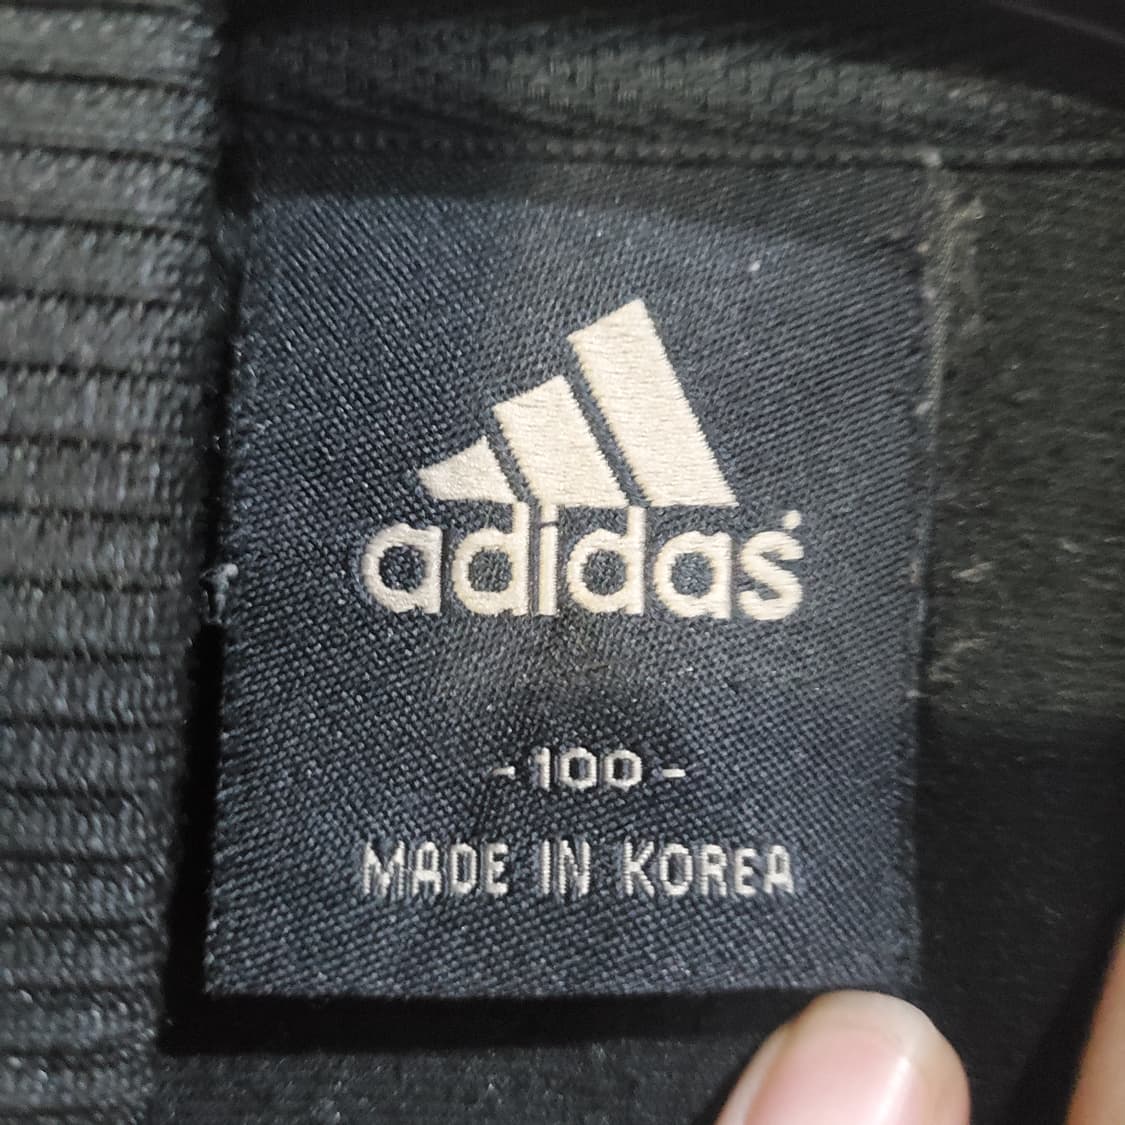 adidas
- 100 -
MADE IN KOREA